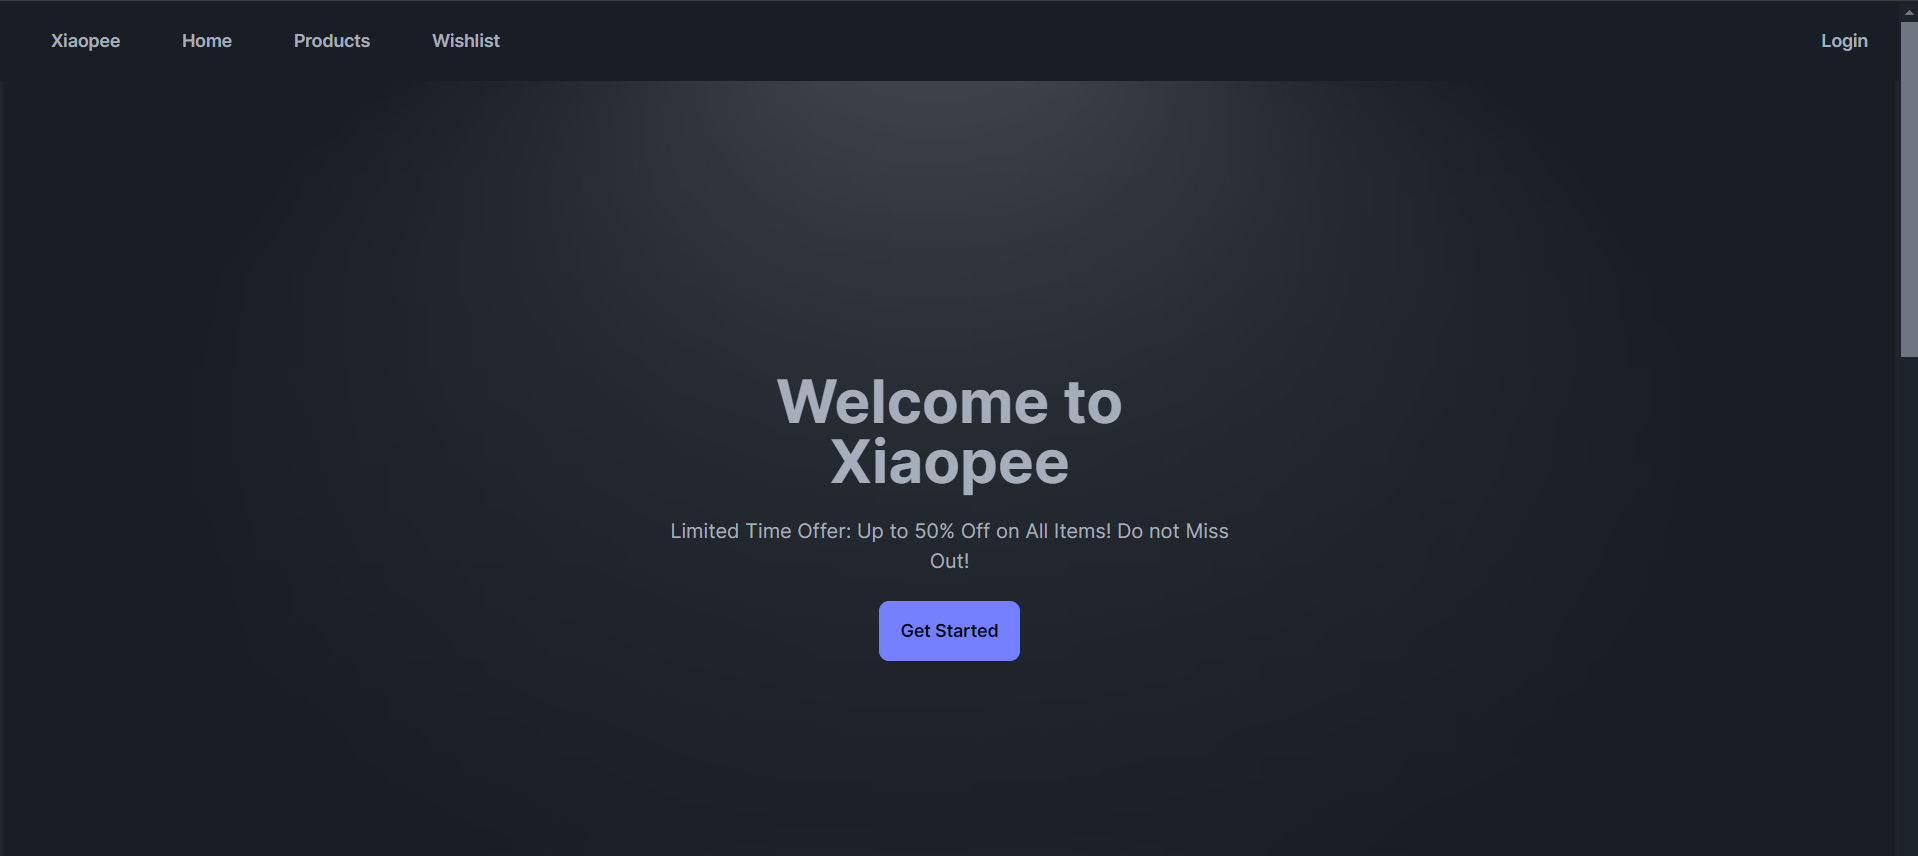 Xiaopee Home Products Wishlist Login
Welcome to
Xiaopee
Limited Time Offer: Up to 50% Off on All Items! Do not Miss
Out!
Get Started